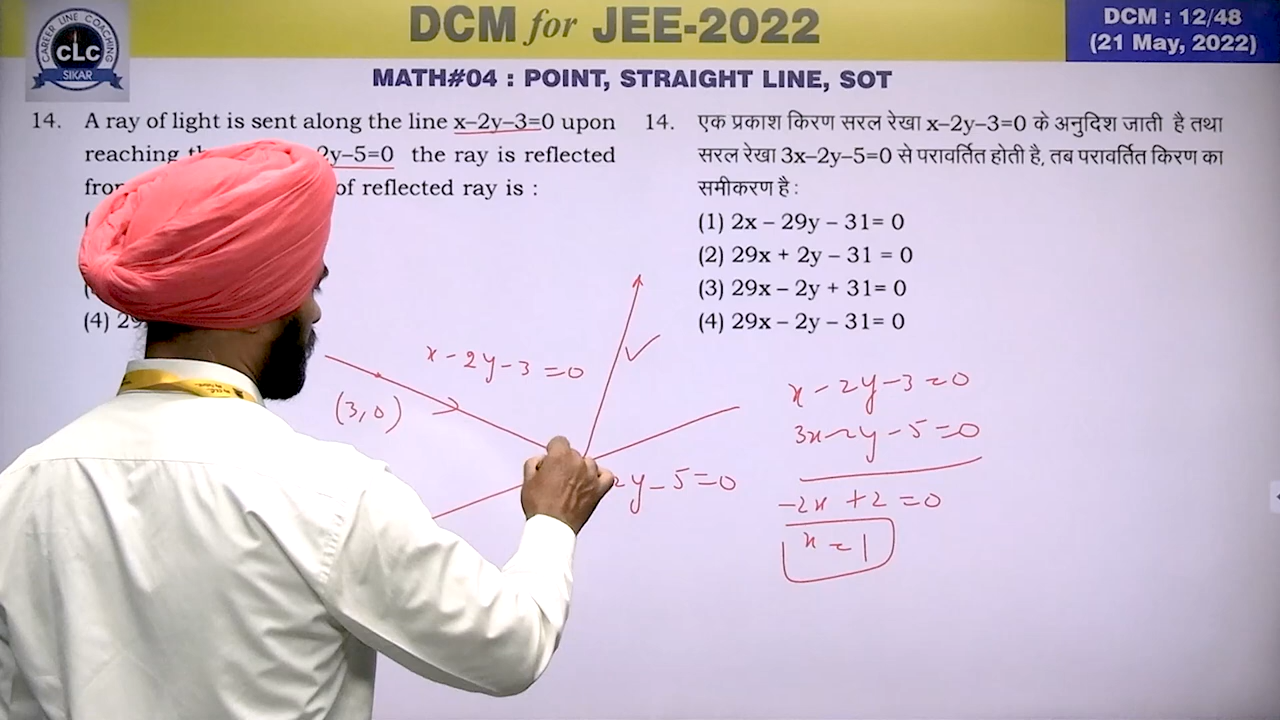 CAREER LINE COACHING
CLC
SIKAR
DCM for JEE-2022
DCM : 12/48
(21 May, 2022)
MATH#04 : POINT, STRAIGHT LINE, SOT
14. A ray of light is sent along the line x–2y–3=0 upon
reaching 2y–5=0 the ray is reflected
of reflected ray is :
(4)
14. एक प्रकाश किरण सरल रेखा x–2y–3=0 के अनुदिश जाती है तथा
सरल रेखा 3x–2y–5=0 से परावर्तित होती है, तब परावर्तित किरण का
समीकरण है :
(1) 2x – 29y – 31= 0
(2) 29x + 2y – 31 = 0
(3) 29x – 2y + 31= 0
(4) 29x – 2y – 31= 0
x-2y-3=0
(3,0)
2y-5=0
x-2y-3=0
3x-2y-5=0
-2x+2=0
x=1